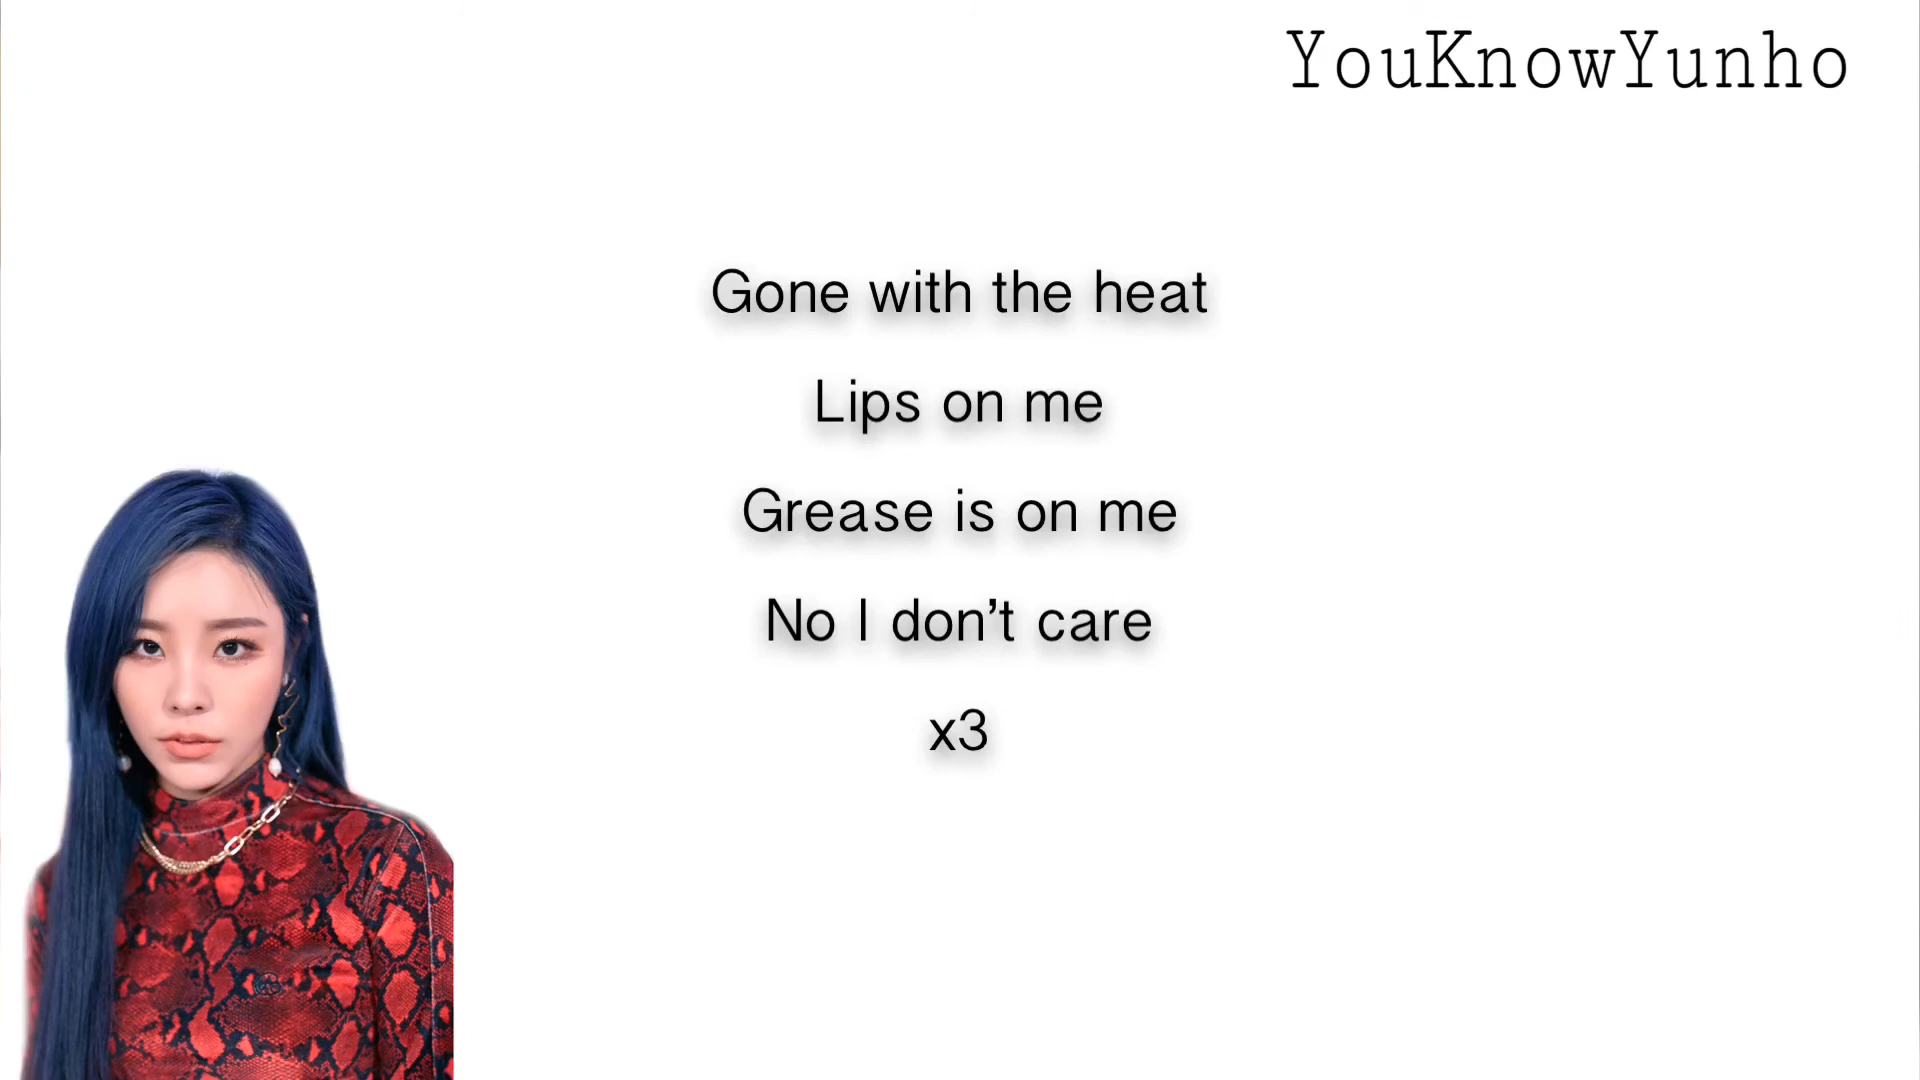 YouKnowYunho
Gone with the heat
Lips on me
Grease is on me
No I don’t care
x3